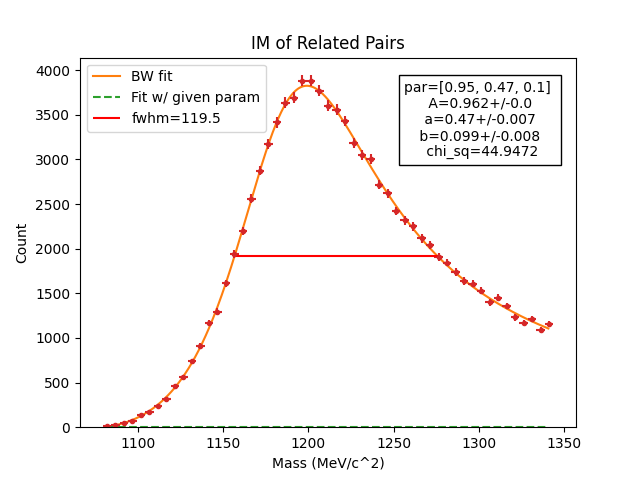 IM of Related Pairs
BW fit
Fit w/ given param
fwhm=119.5
par=[0.95, 0.47, 0.1]
A=0.962+/-0.0
a=0.47+/-0.007
b=0.099+/-0.008
chi_sq=44.9472
Count
4000
3500
3000
2500
2000
1500
1000
500
0
1100 1150 1200 1250 1300 1350
Mass (MeV/c^2)